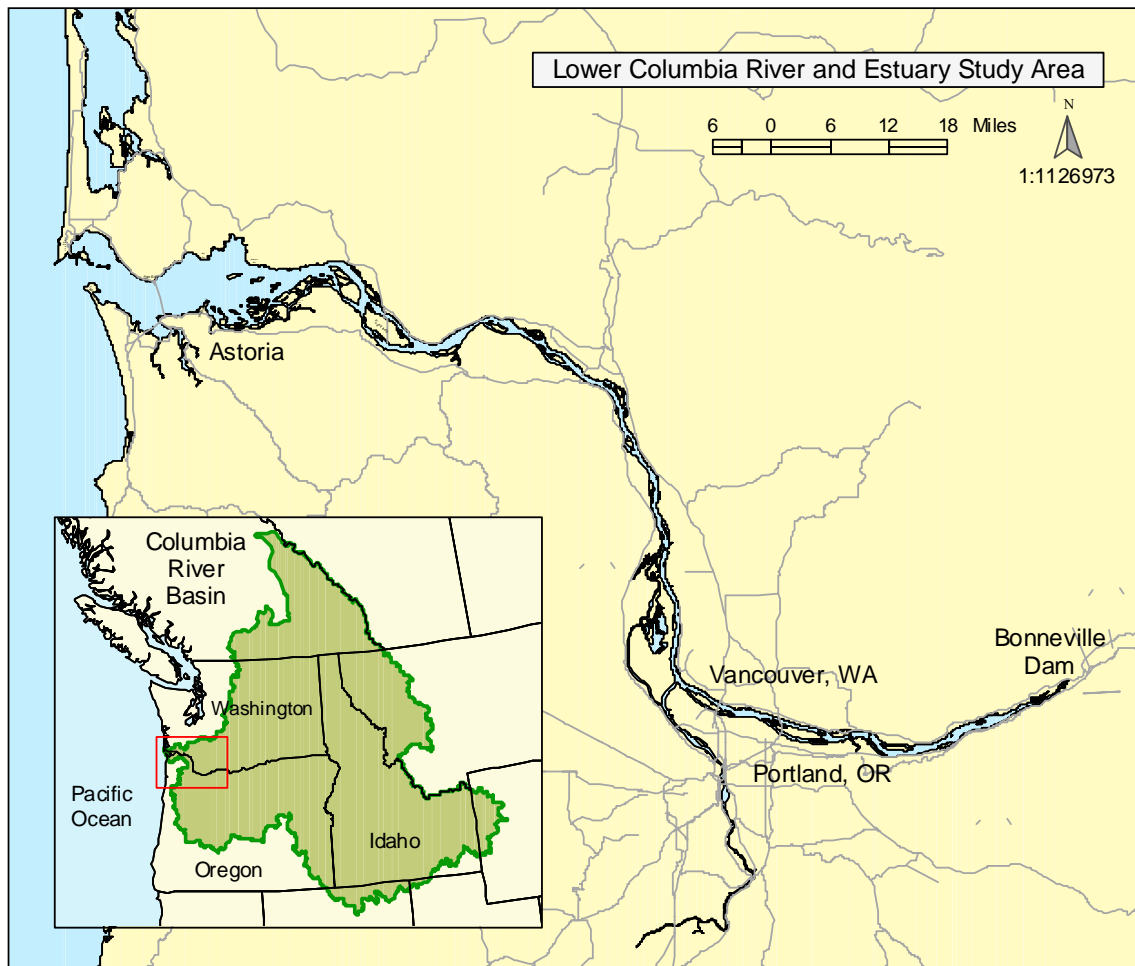 Lower Columbia River and Estuary Study Area
6 0 6 12 18 Miles
N
1:1126973
Astoria
Bonneville
Dam
Vancouver, WA
Portland, OR
Columbia
River
Basin
Washington
Pacific
Ocean
Idaho
Oregon